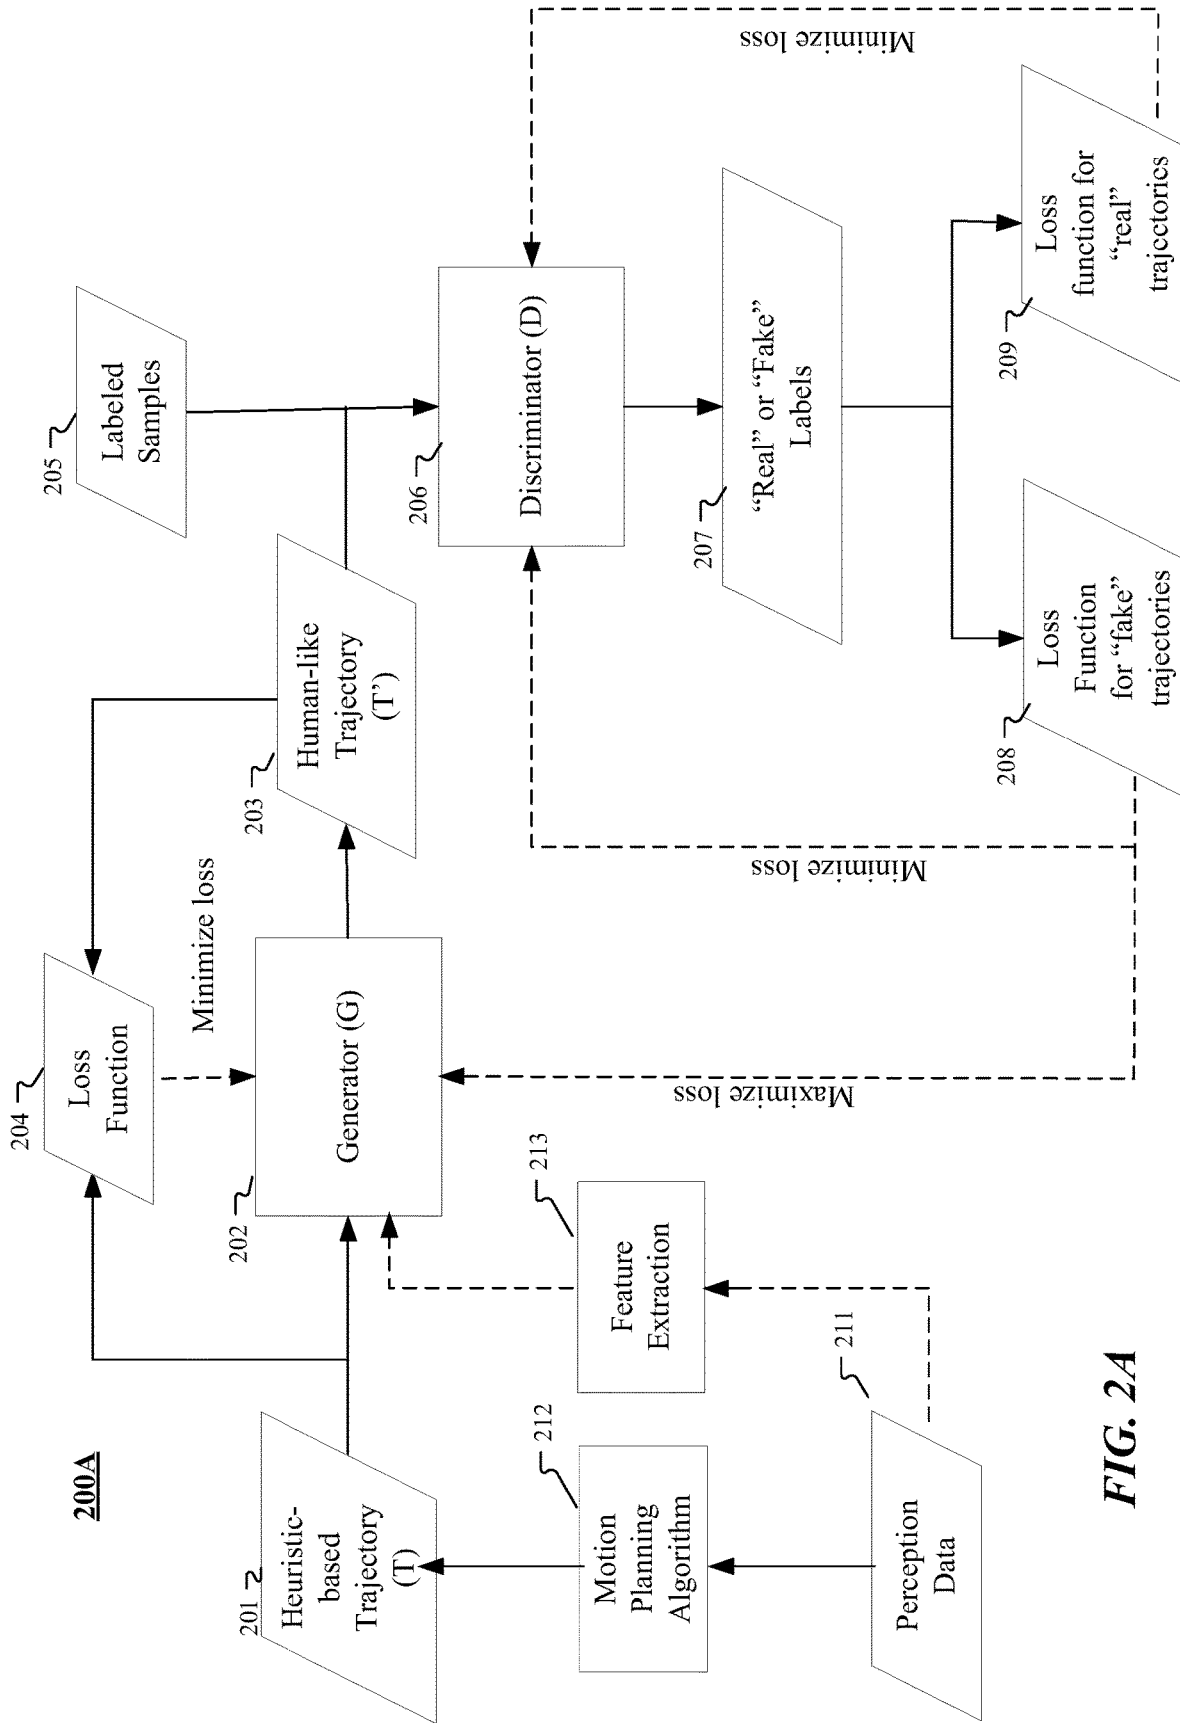 200A
201
Heuristic-
based
Trajectory
(T)
212
Motion
Planning
Algorithm
211
Perception
Data
213
Feature
Extraction
202
Generator (G)
204
Loss
Function
Minimize loss
203
Human-like
Trajectory
(T’)
205
Labeled
Samples
206
Discriminator (D)
207
“Real” or “Fake”
Labels
208
Loss
Function
for “fake”
trajectories
209
Loss
function for
“real”
trajectories
Maximize loss
Minimize loss
Minimize loss
FIG. 2A